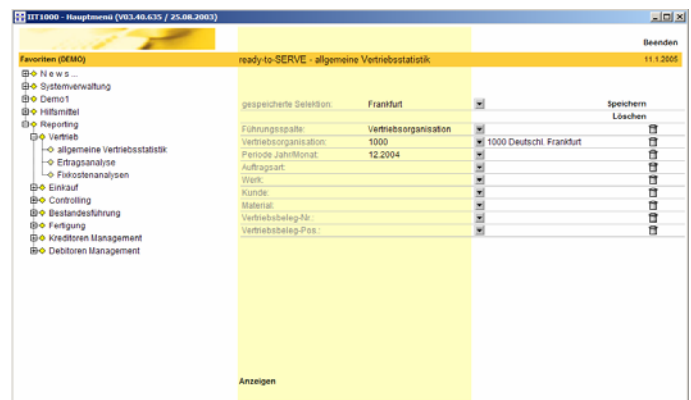 IIT1000 - Hauptmenü (V03.40.635 / 25.08.2003)
Beenden
Favoriten (DEMO)
ready-to-SERVE - allgemeine Vertriebsstatistik
11.1.2005
N e w s ...
Systemverwaltung
Demo1
Hilfsmittel
Reporting
Vertrieb
allgemeine Vertriebsstatistik
Ertragsanalyse
Fixkostenanalysen
Einkauf
Controlling
Bestandesführung
Fertigung
Kreditoren Management
Debitoren Management
gespeicherte Selektion: Frankfurt Speichern
Löschen
Führungsspalte: Vertriebsorganisation
Vertriebsorganisation: 1000 1000 Deutschl. Frankfurt
Periode Jahr/Monat: 12.2004
Auftragsart:
Werk:
Kunde:
Material:
Vertriebsbeleg-Nr.:
Vertriebsbeleg-Pos.:
Anzeigen